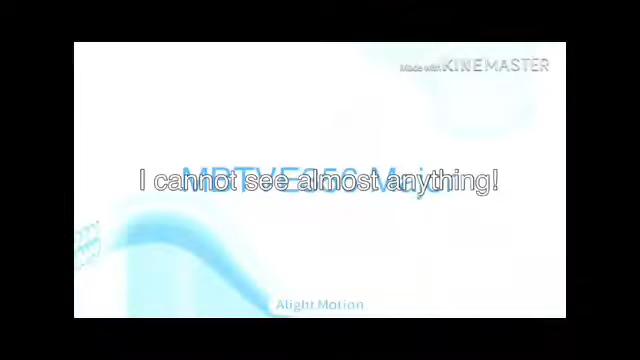 Made with KINEMASTER
I cannot see almost anything!
Alight Motion